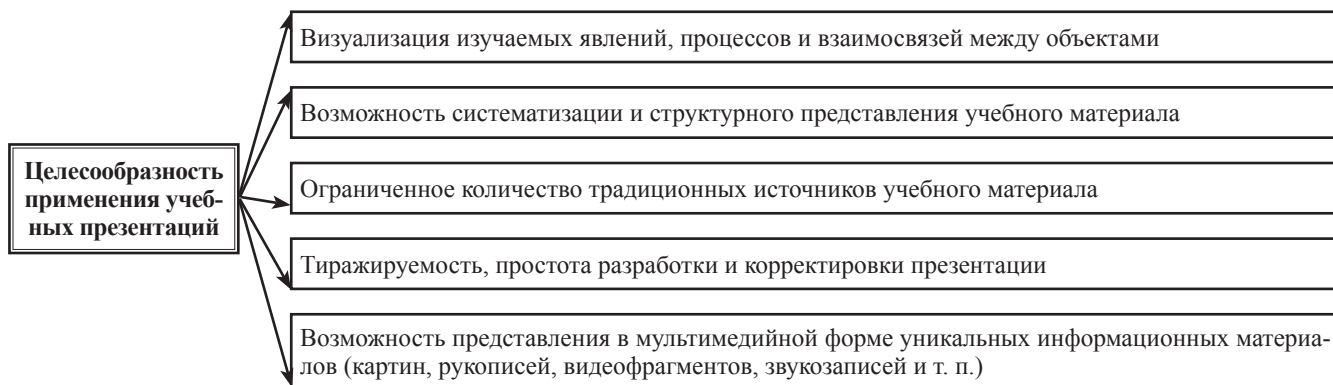 Визуализация изучаемых явлений, процессов и взаимосвязей между объектами
Возможность систематизации и структурного представления учебного материала
Целесообразность
применения учеб-
ных презентаций
Ограниченное количество традиционных источников учебного материала
Тиражируемость, простота разработки и корректировки презентации
Возможность представления в мультимедийной форме уникальных информационных материа-
лов (картин, рукописей, видеофрагментов, звукозаписей и т. п.)